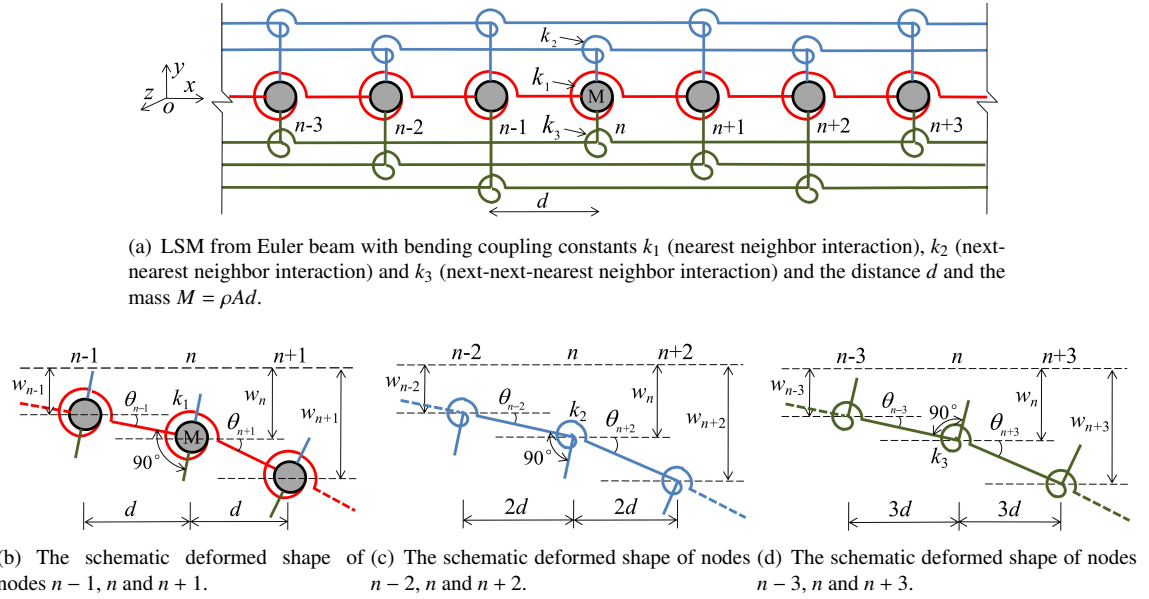 k₂
y
x
z
o
k₁
M
n-3
n-2
n-1
k₃
n
n+1
n+2
n+3
d
(a) LSM from Euler beam with bending coupling constants k₁ (nearest neighbor interaction), k₂ (next-
nearest neighbor interaction) and k₃ (next-next-nearest neighbor interaction) and the distance d and the
mass M = ρAd.
n-1 n n+1
wₙ₋₁ θₙ₋₁ k₁ wₙ wₙ₊₁
M θₙ₊₁
90°
d d
n-2 n n+2
wₙ₋₂ θₙ₋₂ k₂ wₙ wₙ₊₂
θₙ₊₂
90°
2d 2d
n-3 n n+3
wₙ₋₃ θₙ₋₃ 90° wₙ wₙ₊₃
k₃ θₙ₊₃
3d 3d
(b) The schematic deformed shape of
nodes n − 1, n and n + 1.
(c) The schematic deformed shape of nodes
n − 2, n and n + 2.
(d) The schematic deformed shape of nodes
n − 3, n and n + 3.